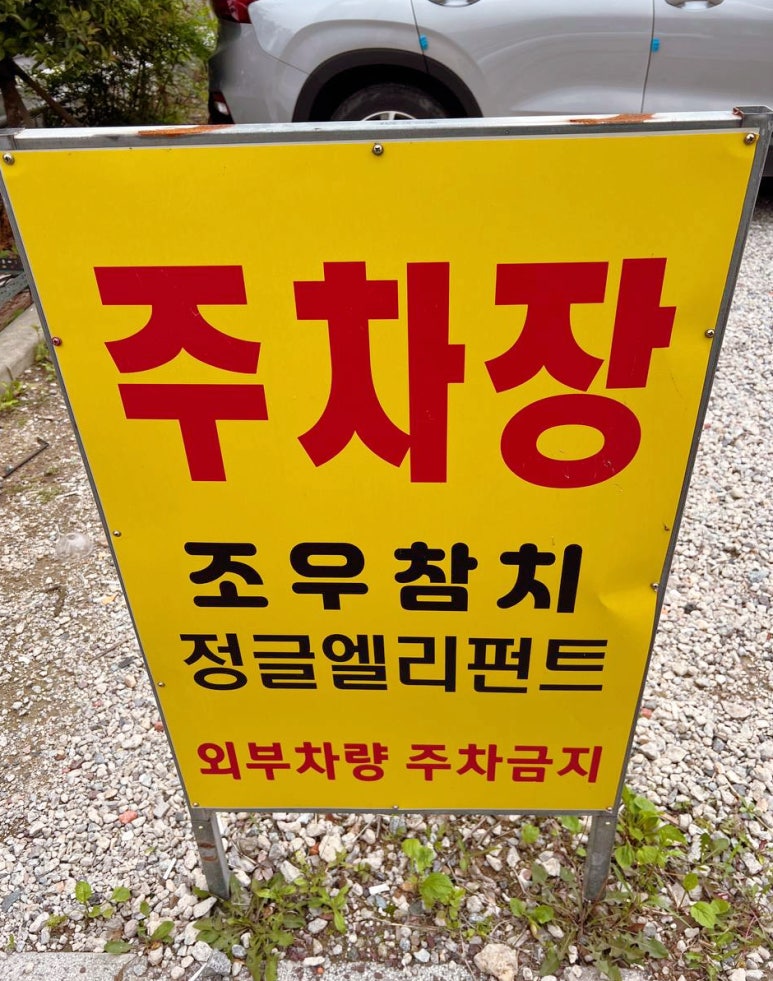 주차장
조우참치
정글엘리펀트
외부차량 주차금지